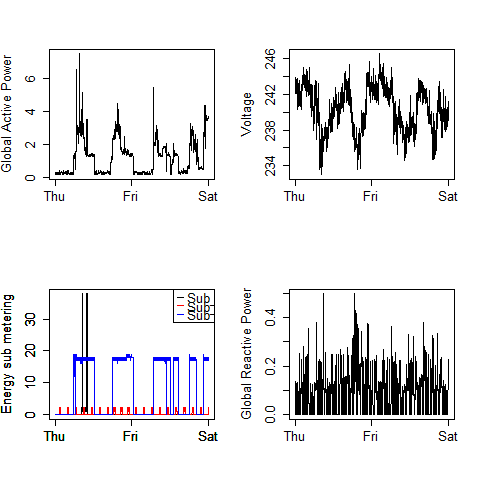 Global Active Power
0 2 4 6
Thu Fri Sat
Voltage
234 238 242 246
Thu Fri Sat
Energy sub metering
0 10 20 30
Thu Fri Sat
Sub
Sub
Sub
Global Reactive Power
0.0 0.2 0.4
Thu Fri Sat